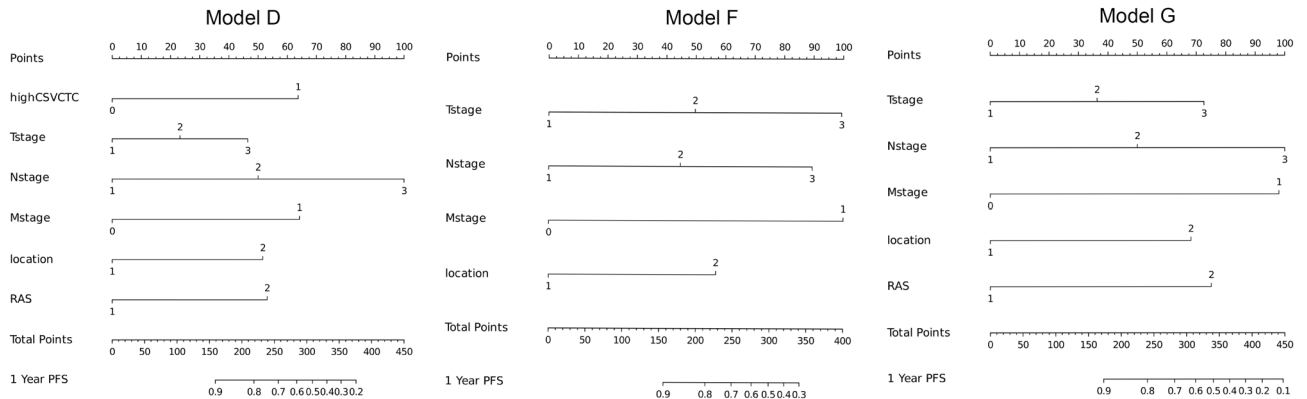 Model D
0 10 20 30 40 50 60 70 80 90 100
Points
1
highCSVCTC
0
2
Tstage
1 3
2
Nstage
1 3
1
Mstage
0
2
location
1
2
RAS
1
Total Points
0 50 100 150 200 250 300 350 400 450
1 Year PFS
0.9 0.8 0.7 0.6 0.5 0.4 0.3 0.2
Model F
0 10 20 30 40 50 60 70 80 90 100
Points
2
Tstage
1 3
2
Nstage
1 3
1
Mstage
0
2
location
1
Total Points
0 50 100 150 200 250 300 350 400
1 Year PFS
0.9 0.8 0.7 0.6 0.5 0.4 0.3
Model G
0 10 20 30 40 50 60 70 80 90 100
Points
2
Tstage
1 3
2
Nstage
1 3
1
Mstage
0
2
location
1
2
RAS
1
Total Points
0 50 100 150 200 250 300 350 400 450
1 Year PFS
0.9 0.8 0.7 0.6 0.5 0.4 0.3 0.2 0.1